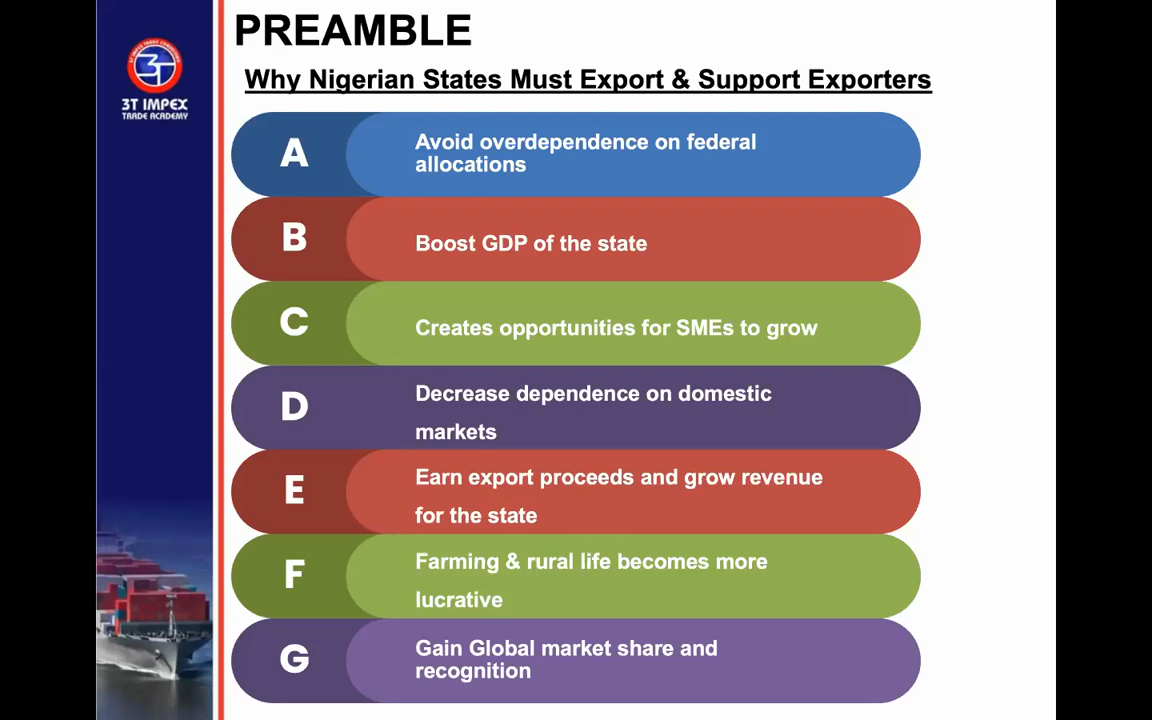 PREAMBLE
Why Nigerian States Must Export & Support Exporters
3T IMPEX
TRADE ACADEMY
A
Avoid overdependence on federal
allocations
B
Boost GDP of the state
C
Creates opportunities for SMEs to grow
D
Decrease dependence on domestic
markets
E
Earn export proceeds and grow revenue
for the state
F
Farming & rural life becomes more
lucrative
G
Gain Global market share and
recognition